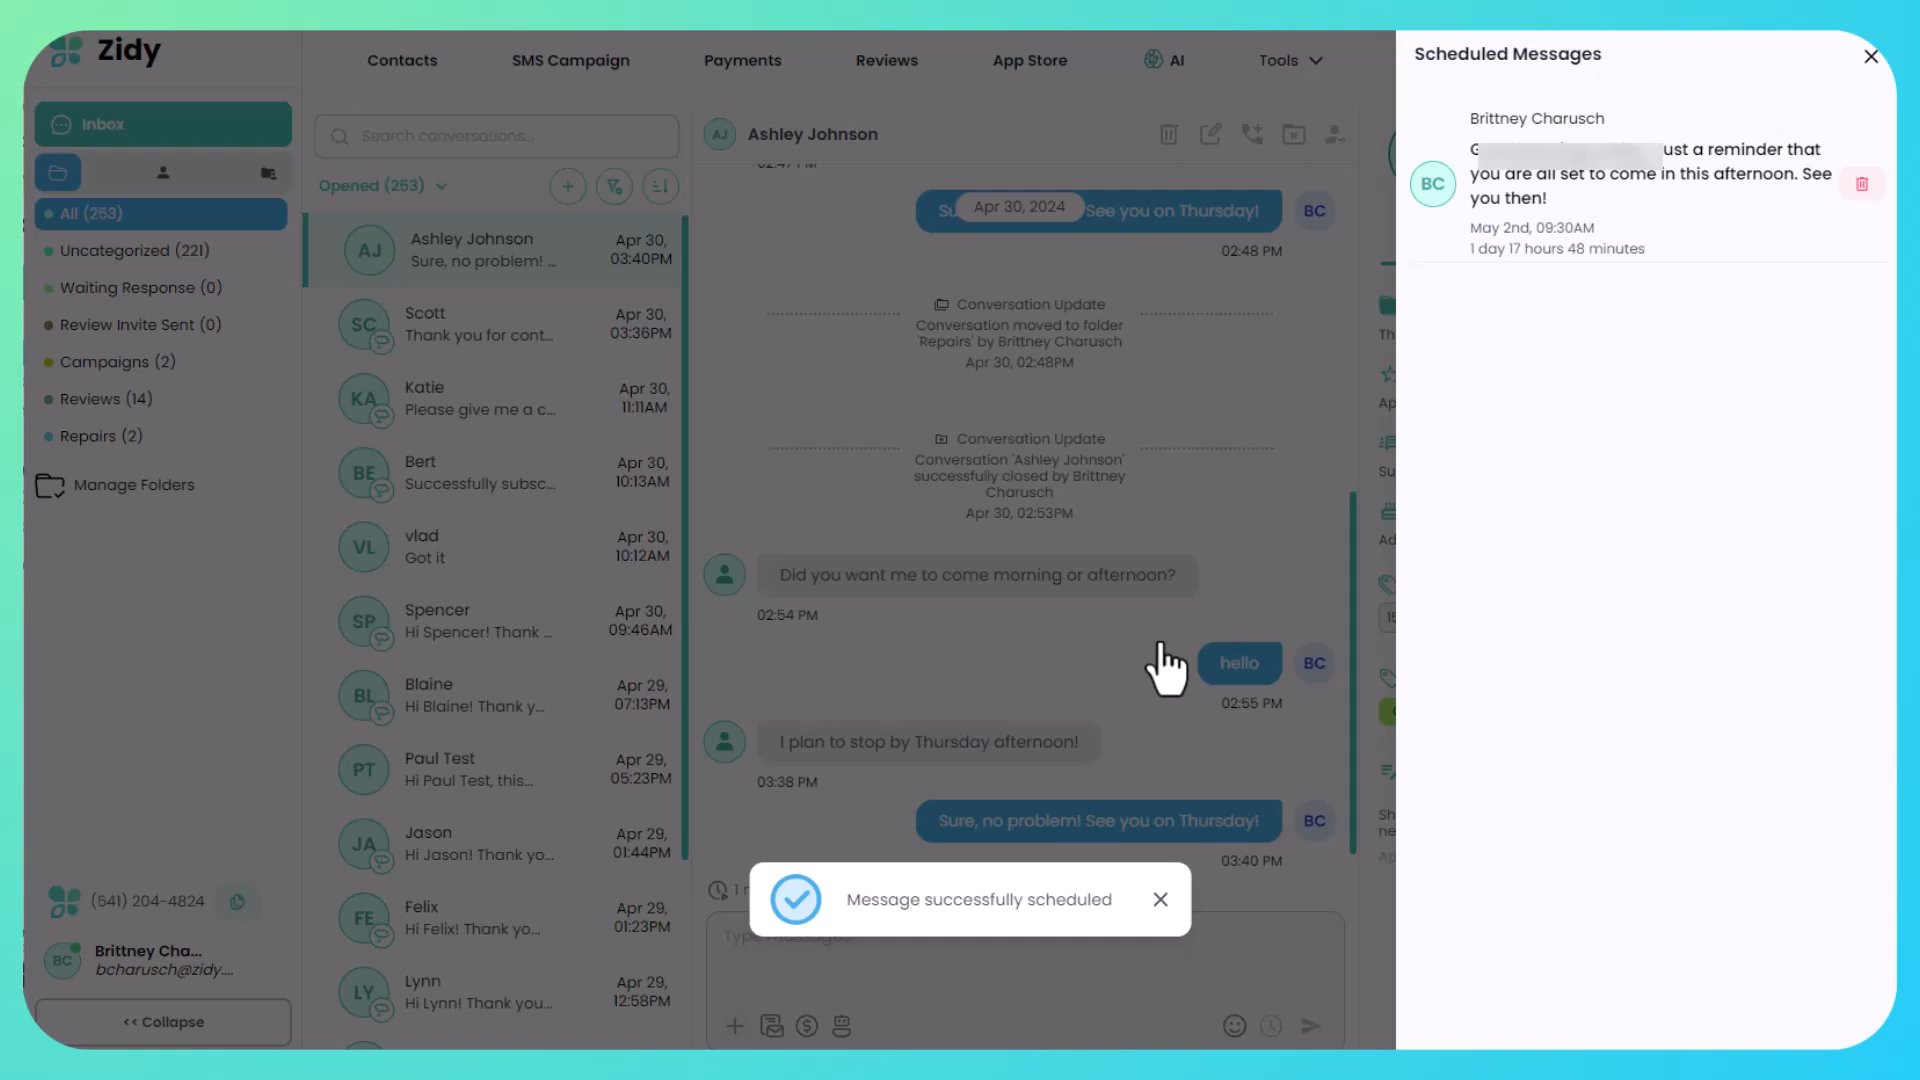 Zidy
Contacts
SMS Campaign
Payments
Reviews
App Store
AI
Tools
Inbox
All (253)
Uncategorized (221)
Waiting Response (0)
Review Invite Sent (0)
Campaigns (2)
Reviews (14)
Repairs (2)
Manage Folders
(541) 204-4824
BC
Brittney Cha...
bcharusch@zidy....
<< Collapse
Search conversations...
Opened (253)
AJ
Ashley Johnson
Sure, no problem! ...
Apr 30,
03:40PM
SC
Scott
Thank you for cont...
Apr 30,
03:36PM
KA
Katie
Please give me a c...
Apr 30,
11:11AM
BE
Bert
Successfully subsc...
Apr 30,
10:13AM
VL
vlad
Got it
Apr 30,
10:12AM
SP
Spencer
Hi Spencer! Thank ...
Apr 30,
09:46AM
BL
Blaine
Hi Blaine! Thank y...
Apr 29,
07:13PM
PT
Paul Test
Hi Paul Test, this...
Apr 29,
05:23PM
JA
Jason
Hi Jason! Thank yo...
Apr 29,
01:44PM
FE
Felix
Hi Felix! Thank yo...
Apr 29,
01:23PM
LY
Lynn
Hi Lynn! Thank you...
Apr 29,
12:58PM
AJ
Ashley Johnson
02:47 PM
Apr 30, 2024
See you on Thursday!
BC
02:48 PM
Conversation Update
Conversation moved to folder
'Repairs' by Brittney Charusch
Apr 30, 02:48PM
Conversation Update
Conversation 'Ashley Johnson'
successfully closed by Brittney
Charusch
Apr 30, 02:53PM
Did you want me to come morning or afternoon?
02:54 PM
hello
BC
02:55 PM
I plan to stop by Thursday afternoon!
03:38 PM
Sure, no problem! See you on Thursday!
BC
03:40 PM
Message successfully scheduled
Type message...
Scheduled Messages
Brittney Charusch
BC
ust a reminder that
you are all set to come in this afternoon. See
you then!
May 2nd, 09:30AM
1 day 17 hours 48 minutes